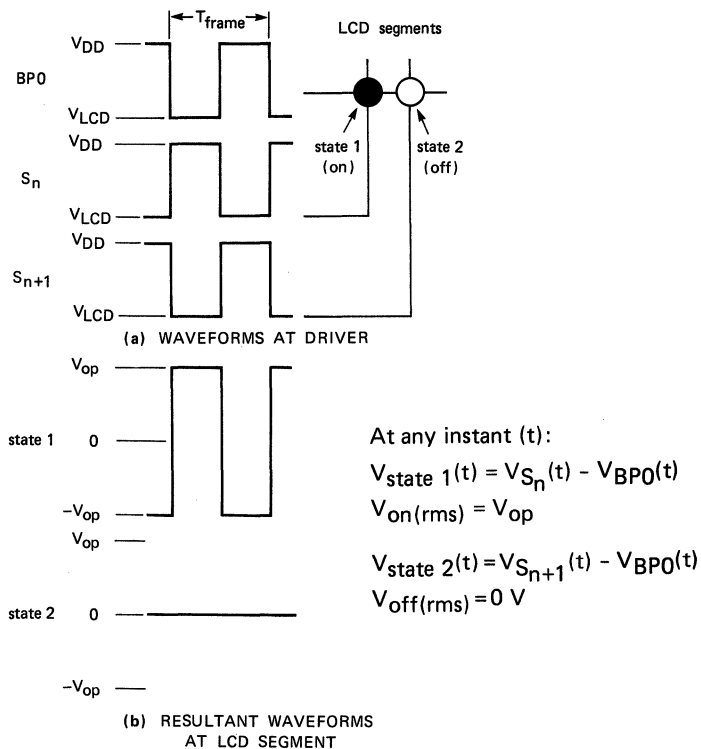 Tframe
LCD segments
VDD
BP0
VLCD
VDD
state 1
(on)
state 2
(off)
Sn
VLCD
VDD
Sn+1
VLCD
(a) WAVEFORMS AT DRIVER
Vop
state 1 0
-Vop
At any instant (t):
Vstate 1(t) = VSn(t) - VBP0(t)
Von(rms) = Vop
Vop
Vstate 2(t) = VSn+1(t) - VBP0(t)
Voff(rms) = 0 V
state 2 0
-Vop
(b) RESULTANT WAVEFORMS
AT LCD SEGMENT